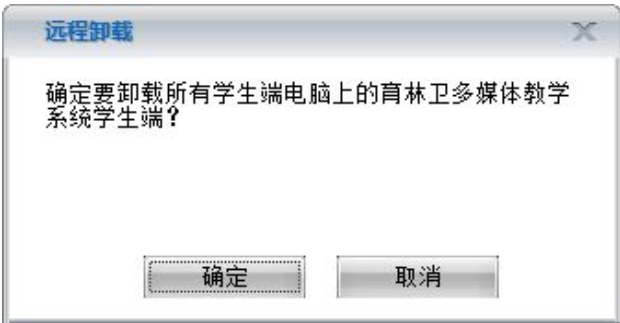 远程卸载
确定要卸载所有学生端电脑上的育林卫多媒体教学
系统学生端?
确定
取消